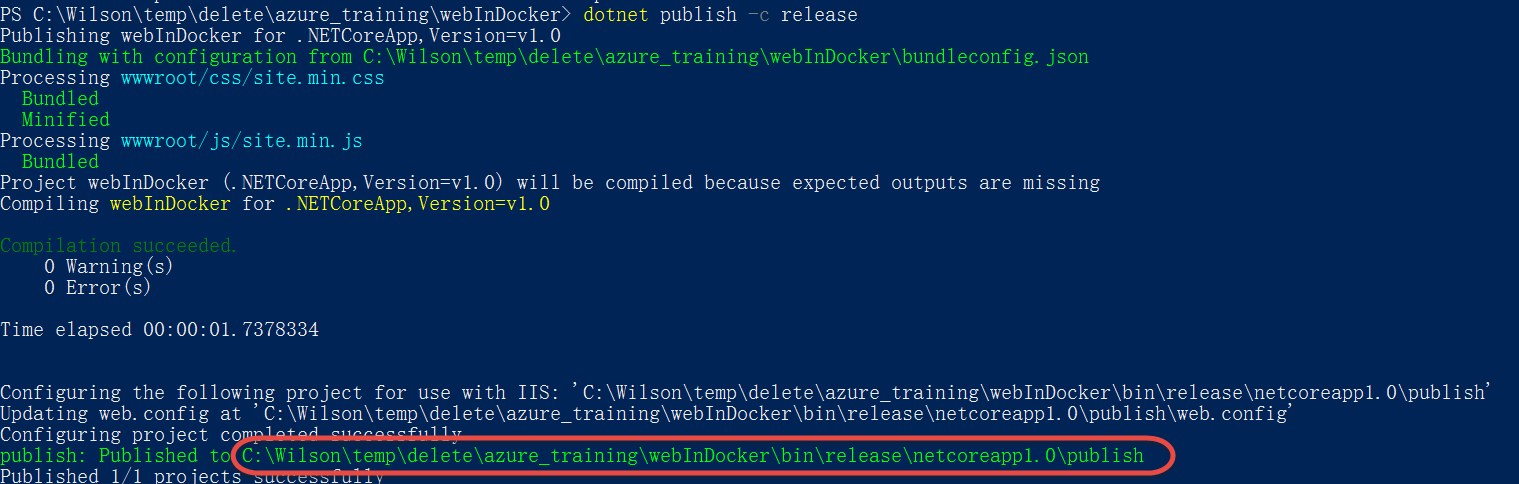 PS C:\Wilson\temp\delete\azure_training\webInDocker> dotnet publish -c release
Publishing webInDocker for .NETCoreApp,Version=v1.0
Bundling with configuration from C:\Wilson\temp\delete\azure_training\webInDocker\bundleconfig.json
Processing wwwroot/css/site.min.css
  Bundled
  Minified
Processing wwwroot/js/site.min.js
  Bundled
Project webInDocker (.NETCoreApp,Version=v1.0) will be compiled because expected outputs are missing
Compiling webInDocker for .NETCoreApp,Version=v1.0
Compilation succeeded.
    0 Warning(s)
    0 Error(s)
Time elapsed 00:00:01.7378334
Configuring the following project for use with IIS: 'C:\Wilson\temp\delete\azure_training\webInDocker\bin\release\netcoreapp1.0\publish'
Updating web.config at 'C:\Wilson\temp\delete\azure_training\webInDocker\bin\release\netcoreapp1.0\publish\web.config'
Configuring project completed successfully
publish: Published to C:\Wilson\temp\delete\azure_training\webInDocker\bin\release\netcoreapp1.0\publish
Published 1/1 projects successfully